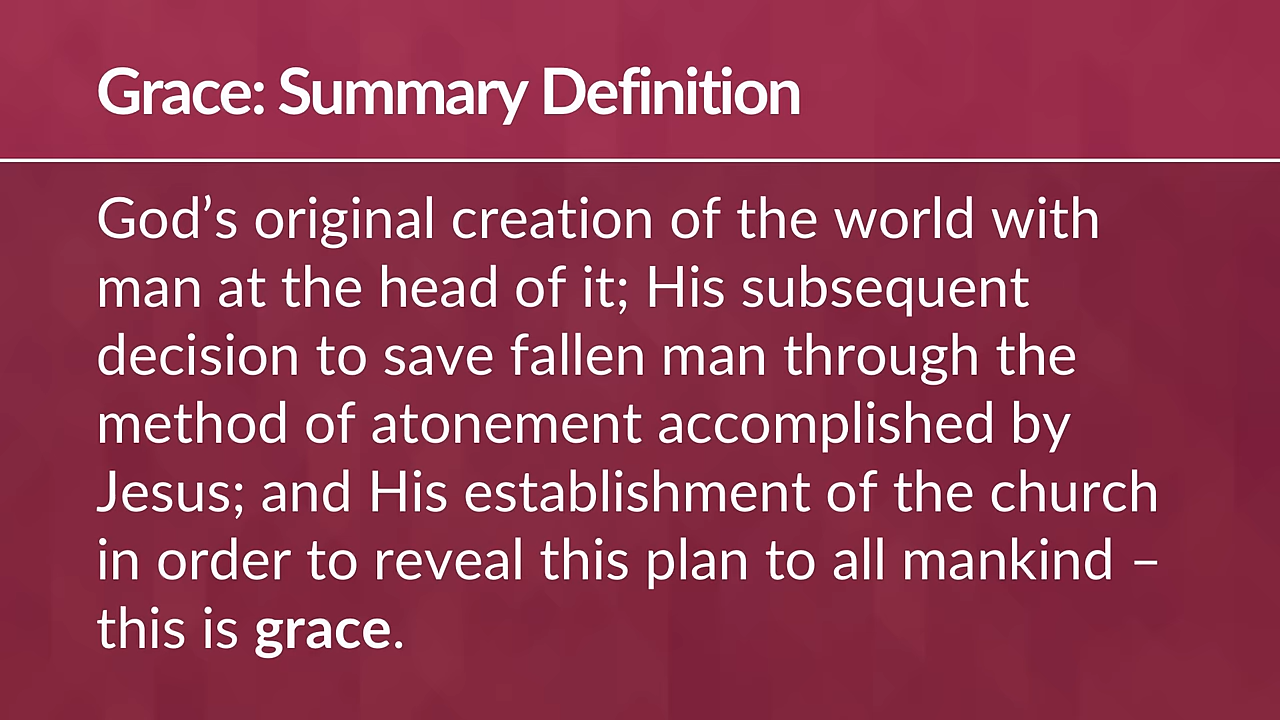 Grace: Summary Definition
God’s original creation of the world with
man at the head of it; His subsequent
decision to save fallen man through the
method of atonement accomplished by
Jesus; and His establishment of the church
in order to reveal this plan to all mankind –
this is grace.